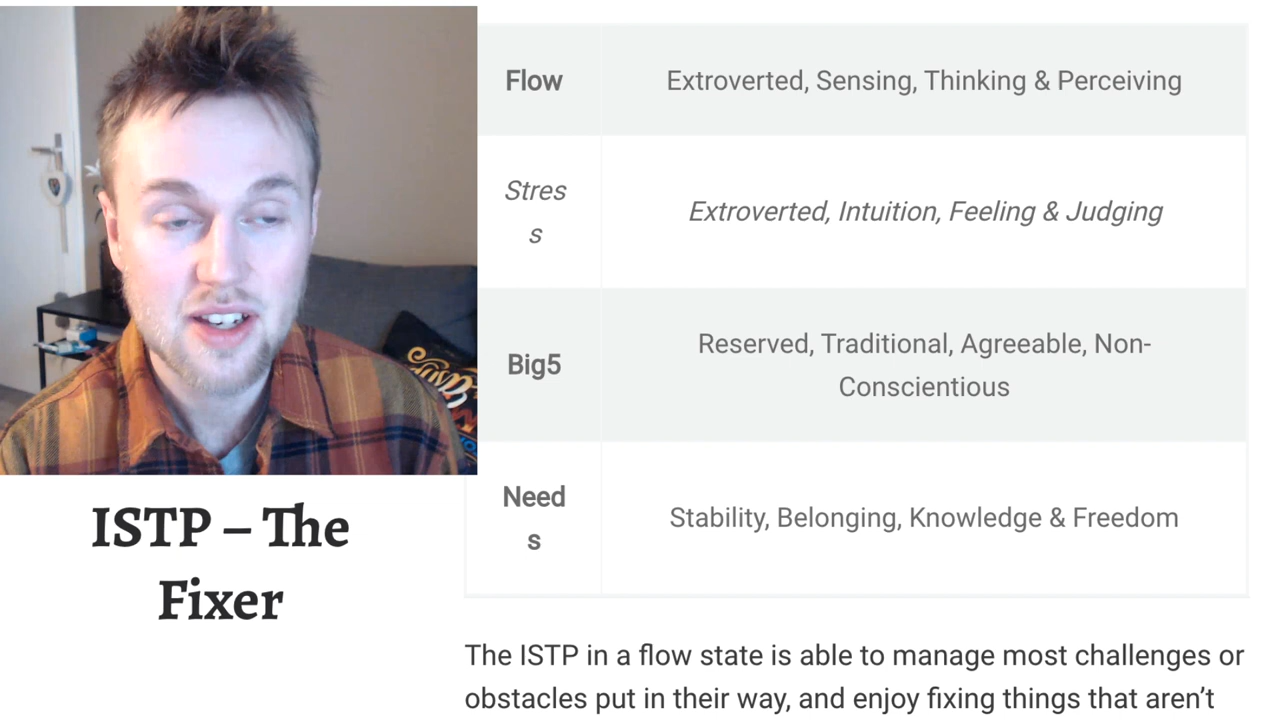 Flow
Extroverted, Sensing, Thinking & Perceiving
Stres
s
Extroverted, Intuition, Feeling & Judging
Big5
Reserved, Traditional, Agreeable, Non-
Conscientious
Need
s
Stability, Belonging, Knowledge & Freedom
ISTP – The
Fixer
The ISTP in a flow state is able to manage most challenges or
obstacles put in their way, and enjoy fixing things that aren’t